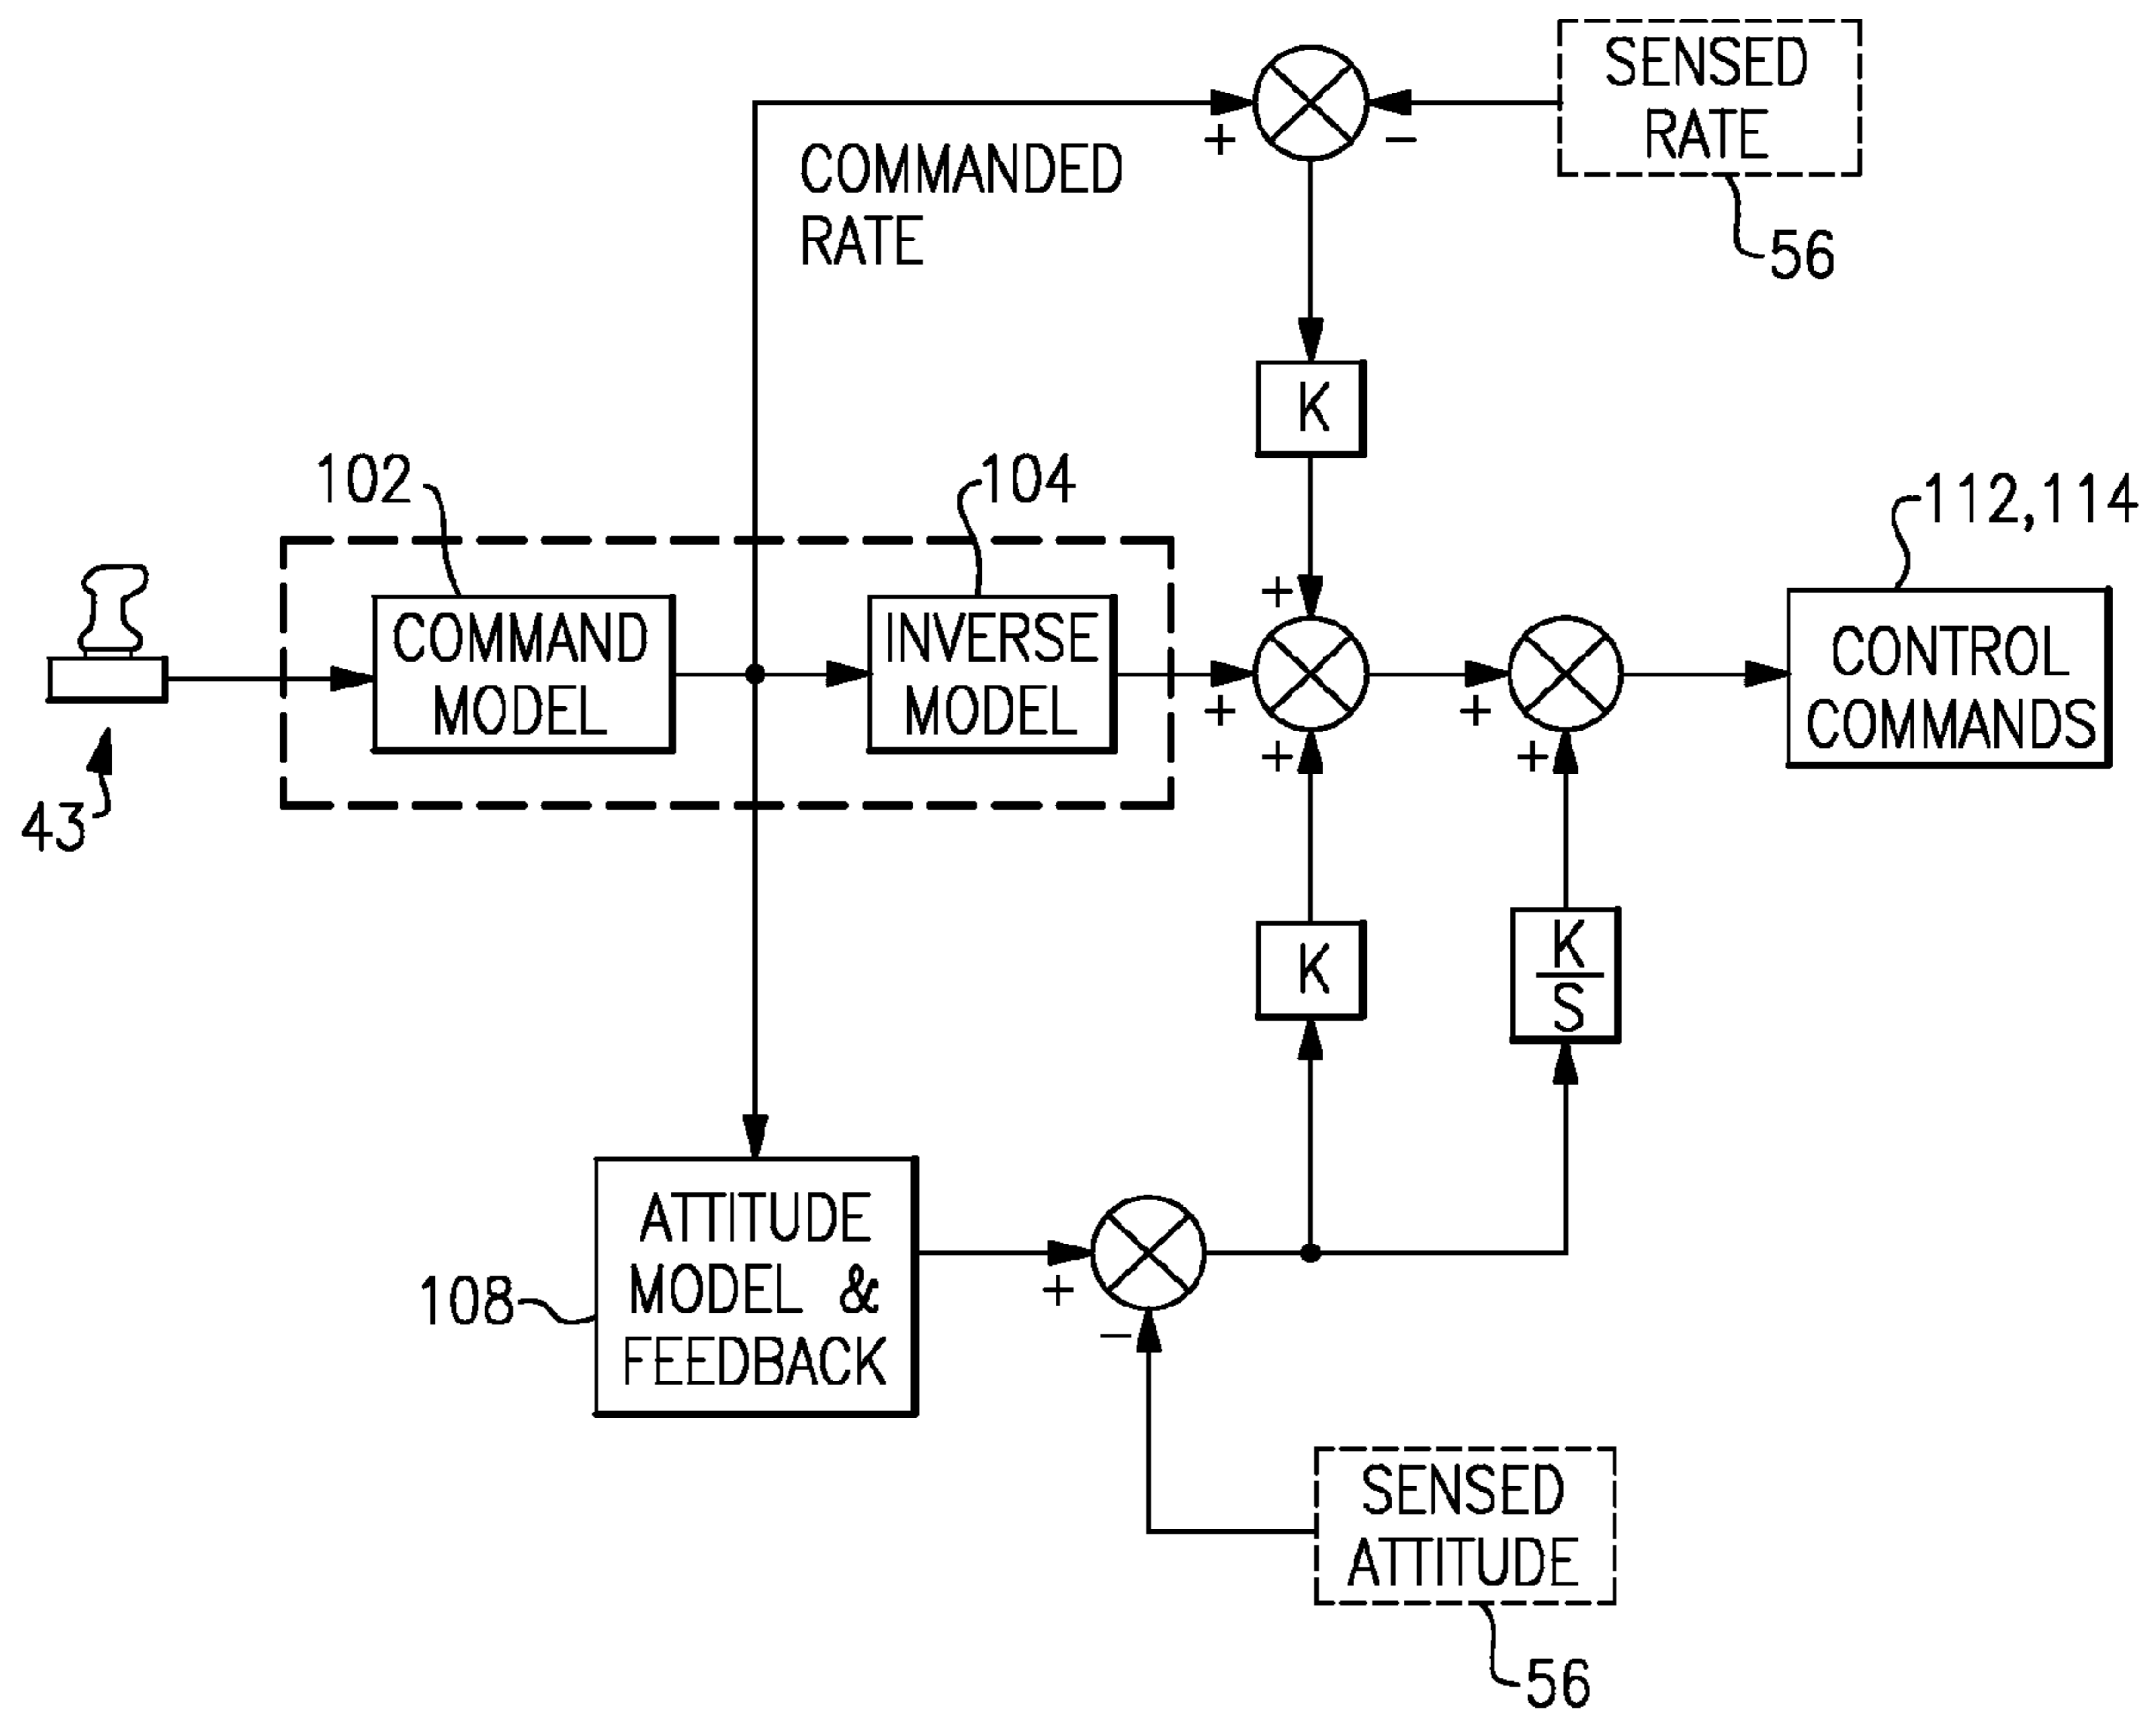 SENSED
RATE
+
−
COMMANDED
RATE
56
K
102
104
112,114
+
COMMAND
MODEL
INVERSE
MODEL
CONTROL
COMMANDS
+
+
+
+
43
K
K
S
ATTITUDE
MODEL &
FEEDBACK
108
+
−
SENSED
ATTITUDE
56